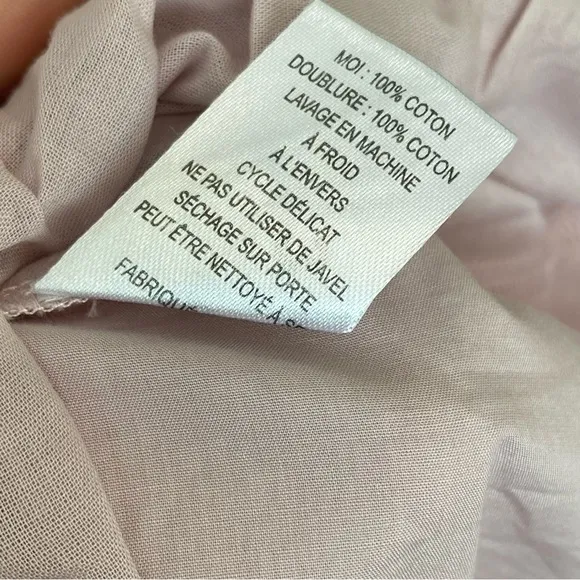 MOI : 100% COTON
DOUBLURE : 100% COTON
LAVAGE EN MACHINE
À FROID
À L'ENVERS
CYCLE DÉLICAT
NE PAS UTILISER DE JAVEL
SÉCHAGE SUR PORTE
PEUT ÊTRE NETTOYÉ À